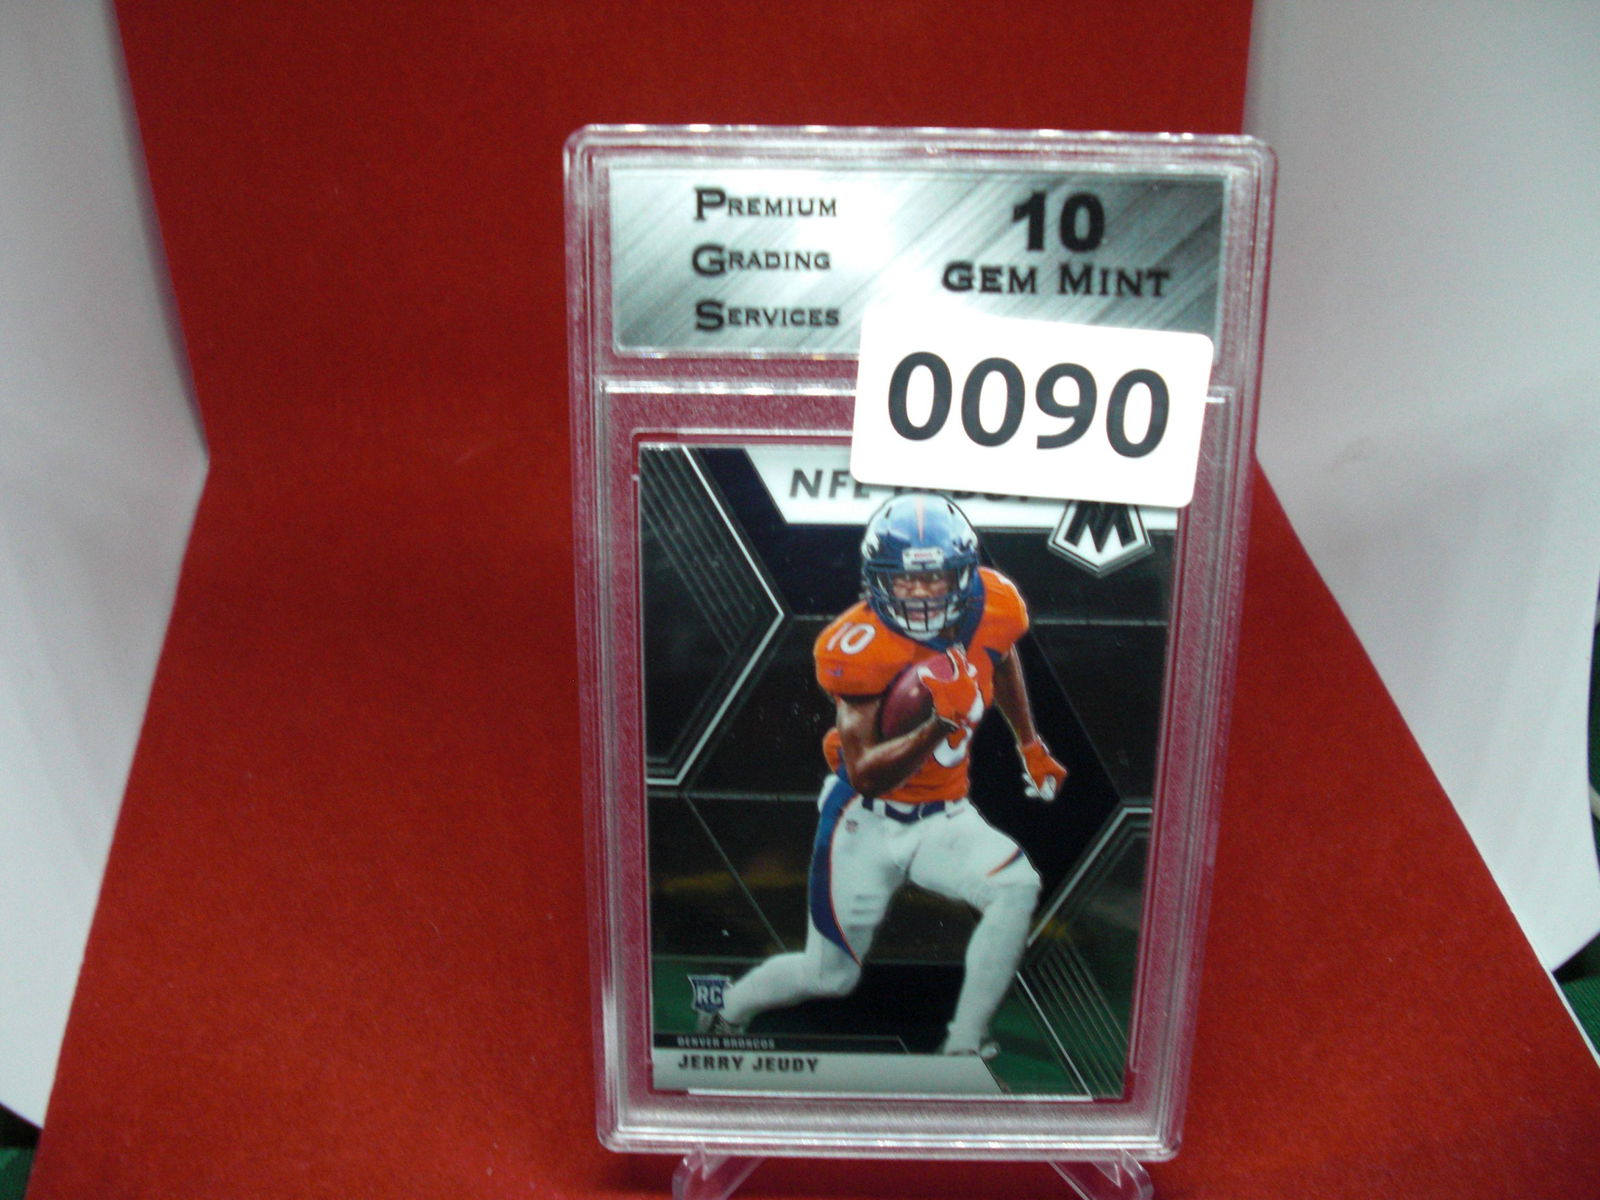 PREMIUM
GRADING
SERVICES
10
GEM MINT
0090
NFL
M
10
RC
DENVER BRONCOS
JERRY JEUDY